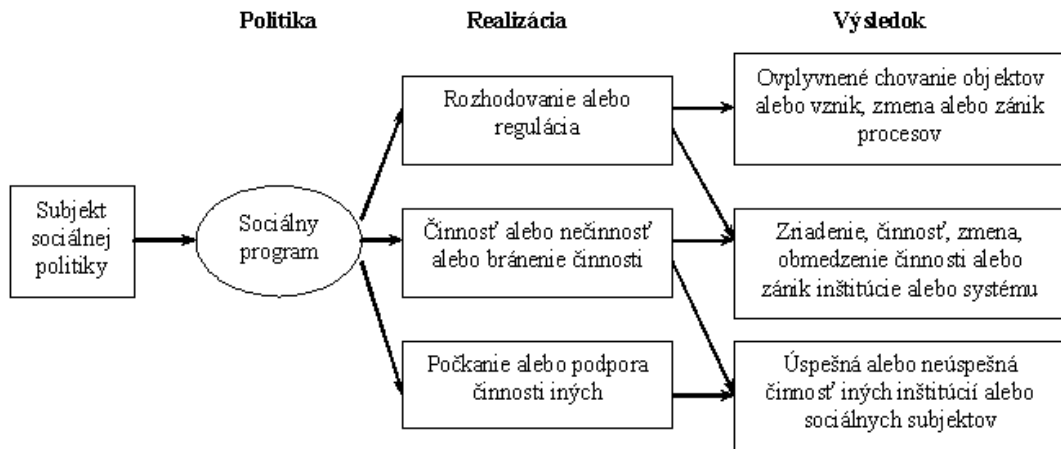 Politika
Realizácia
Výsledok
Subjekt
sociálnej
politiky
Sociálny
program
Rozhodovanie alebo
regulácia
Činnosť alebo nečinnosť
alebo bránenie činnosti
Počkanie alebo podpora
činnosti iných
Ovplyvnené chovanie objektov
alebo vznik, zmena alebo zánik
procesov
Zriadenie, činnosť, zmena,
obmedzenie činnosti alebo
zánik inštitúcie alebo systému
Úspešná alebo neúspešná
činnosť iných inštitúcií alebo
sociálnych subjektov